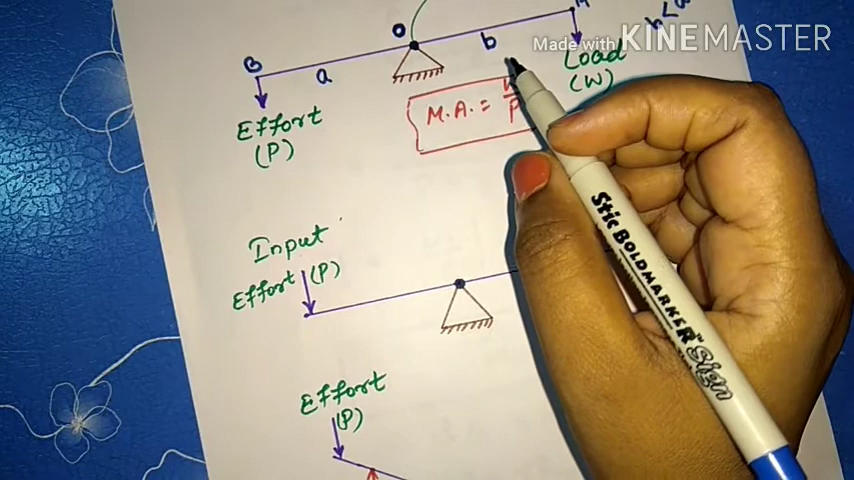 Made with KINEMASTER
O
b
B
a
b < a
Load
(W)
Effort
(P)
M.A. = W/P
Input
Effort (P)
Effort
(P)
Stic BOLDMARKER Sign